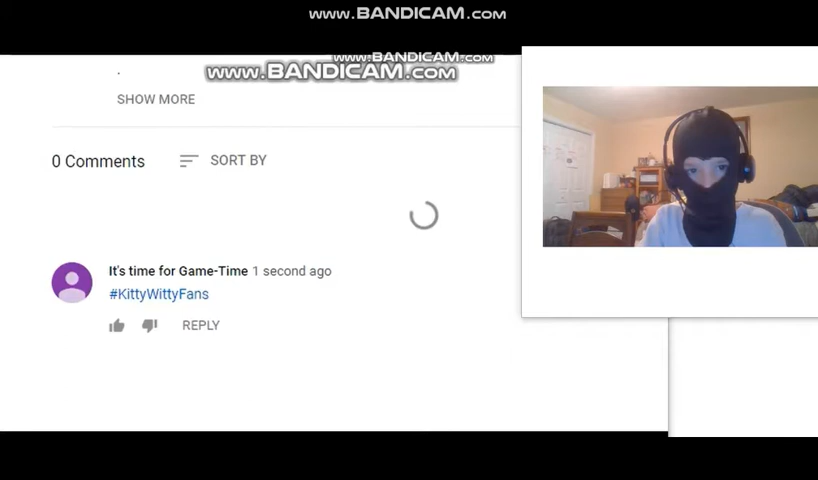 www.BANDICAM.com
www.BANDICAM.com
www.BANDICAM.com
SHOW MORE
0 Comments
SORT BY
It's time for Game-Time 1 second ago
#KittyWittyFans
REPLY